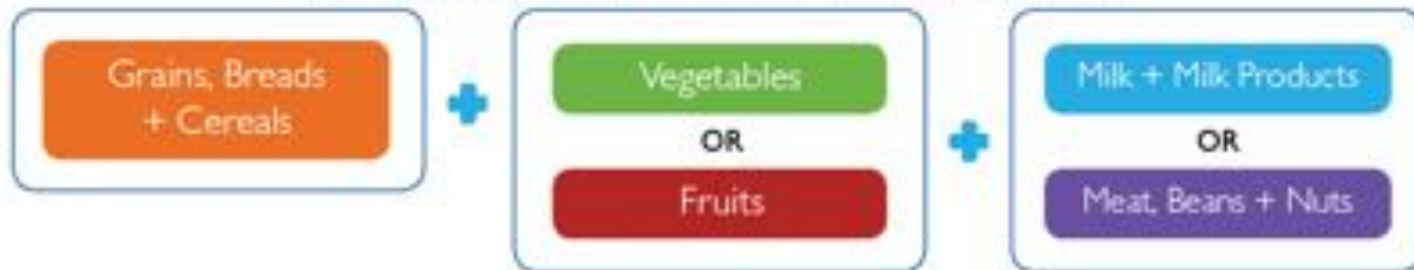 Grains, Breads
+ Cereals
Vegetables
OR
Fruits
Milk + Milk Products
OR
Meat, Beans + Nuts